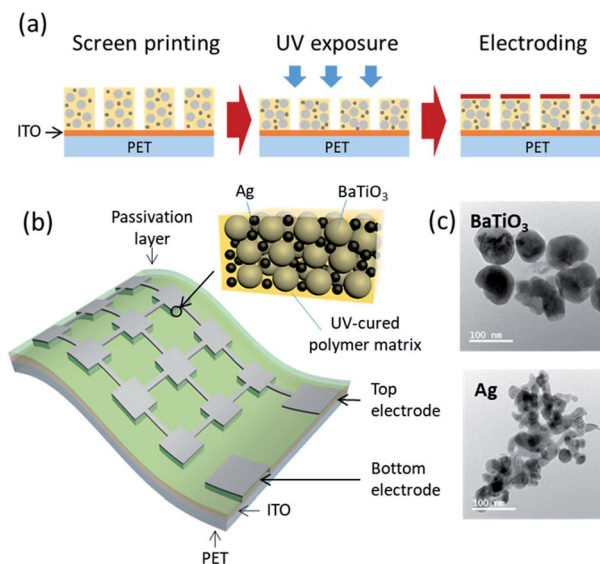 (a)
Screen printing
UV exposure
Electroding
ITO
PET
PET
PET
(b)
Passivation
layer
Ag
BaTiO₃
UV-cured
polymer matrix
Top
electrode
Bottom
electrode
ITO
PET
(c)
BaTiO₃
100 nm
Ag
100 nm